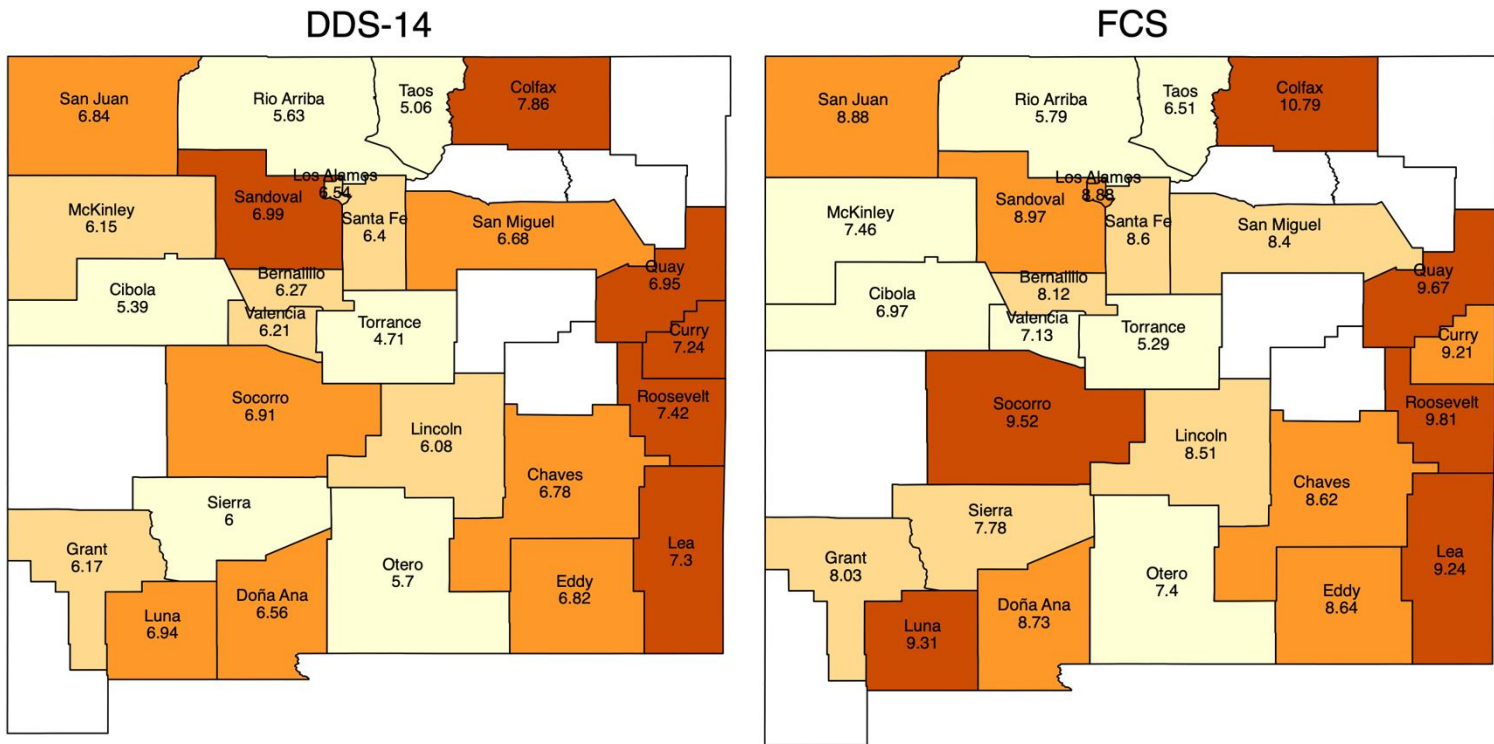 DDS-14
San Juan
6.84
Rio Arriba
5.63
Taos
5.06
Colfax
7.86
Los Alamos
6.54
Sandoval
6.99
McKinley
6.15
Santa Fe
6.4
San Miguel
6.68
Quay
6.95
Bernalillo
6.27
Cibola
5.39
Valencia
6.21
Torrance
4.71
Curry
7.24
Socorro
6.91
Roosevelt
7.42
Lincoln
6.08
Chaves
6.78
Sierra
6
Grant
6.17
Lea
7.3
Otero
5.7
Eddy
6.82
Doña Ana
6.56
Luna
6.94
FCS
San Juan
8.88
Rio Arriba
5.79
Taos
6.51
Colfax
10.79
Los Alamos
8.88
Sandoval
8.97
McKinley
7.46
Santa Fe
8.6
San Miguel
8.4
Quay
9.67
Bernalillo
8.12
Cibola
6.97
Valencia
7.13
Torrance
5.29
Curry
9.21
Socorro
9.52
Roosevelt
9.81
Lincoln
8.51
Chaves
8.62
Sierra
7.78
Grant
8.03
Lea
9.24
Otero
7.4
Eddy
8.64
Doña Ana
8.73
Luna
9.31